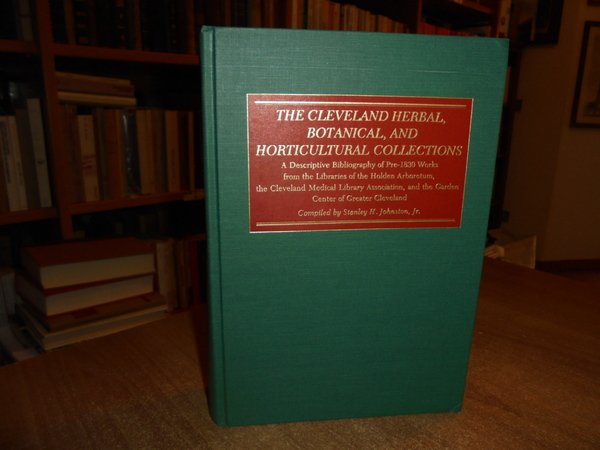 THE CLEVELAND HERBAL,
BOTANICAL, AND
HORTICULTURAL COLLECTIONS
A Descriptive Bibliography of Pre-1830 Works
from the Libraries of the Holden Arboretum,
the Cleveland Medical Library Association, and the Garden
Center of Greater Cleveland
Compiled by Stanley H. Johnston, Jr.